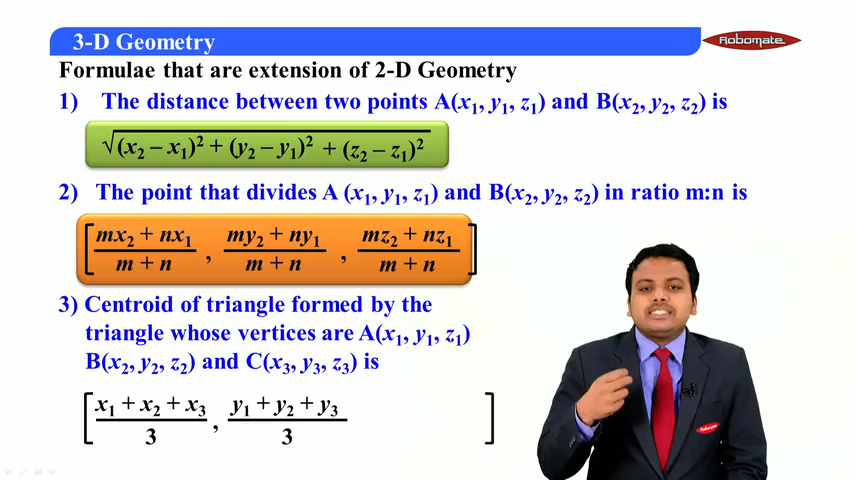 3-D Geometry
Robomate
Formulae that are extension of 2-D Geometry
1) The distance between two points A(x₁, y₁, z₁) and B(x₂, y₂, z₂) is
√(x₂ – x₁)² + (y₂ – y₁)² + (z₂ – z₁)²
2) The point that divides A (x₁, y₁, z₁) and B(x₂, y₂, z₂) in ratio m:n is
[mx₂ + nx₁ / m + n , my₂ + ny₁ / m + n , mz₂ + nz₁ / m + n]
3) Centroid of triangle formed by the
triangle whose vertices are A(x₁, y₁, z₁)
B(x₂, y₂, z₂) and C(x₃, y₃, z₃) is
[x₁ + x₂ + x₃ / 3 , y₁ + y₂ + y₃ / 3 ]
Robomate